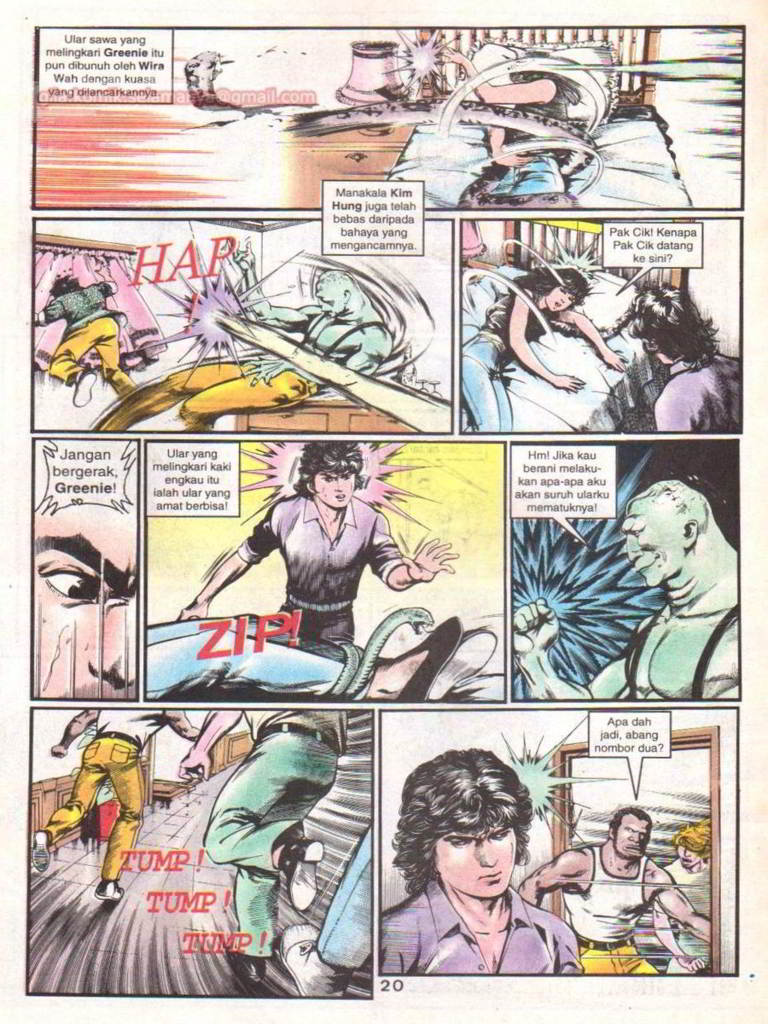 Ular sawa yang
melingkari Greenie itu
pun dibunuh oleh Wira
Wah dengan kuasa
yang dilancarkannya.
Manakala Kim
Hung juga telah
bebas daripada
bahaya yang
mengancamnya.
HAP
!
Pak Cik! Kenapa
Pak Cik datang
ke sini?
Jangan
bergerak,
Greenie!
Ular yang
melingkari kaki
engkau itu
ialah ular yang
amat berbisa!
ZIP!
Hm! Jika kau
berani melaku-
kan apa-apa aku
akan suruh ularku
mematuknya!
TUMP!
TUMP!
TUMP!
Apa dah
jadi, abang
nombor dua?
20